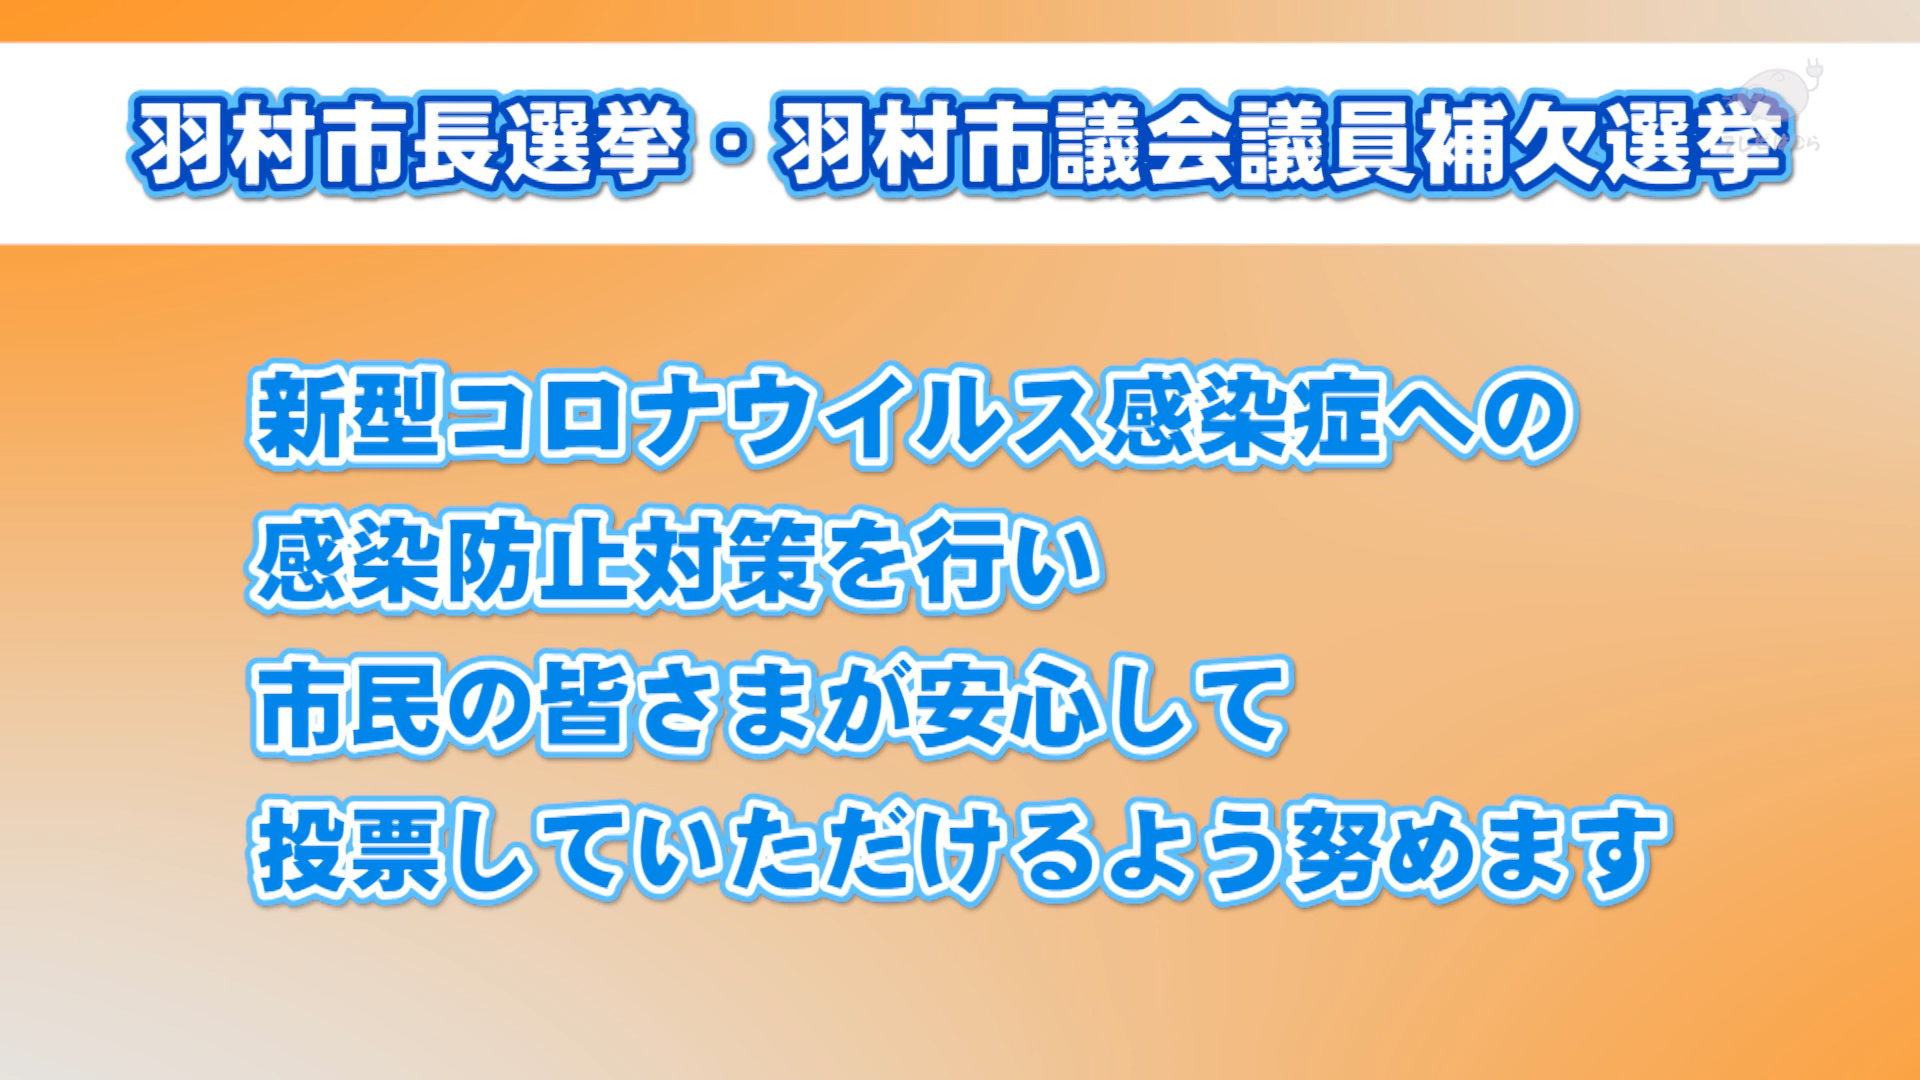 羽村市長選挙・羽村市議会議員補欠選挙
新型コロナウイルス感染症への
感染防止対策を行い
市民の皆さまが安心して
投票していただけるよう努めます